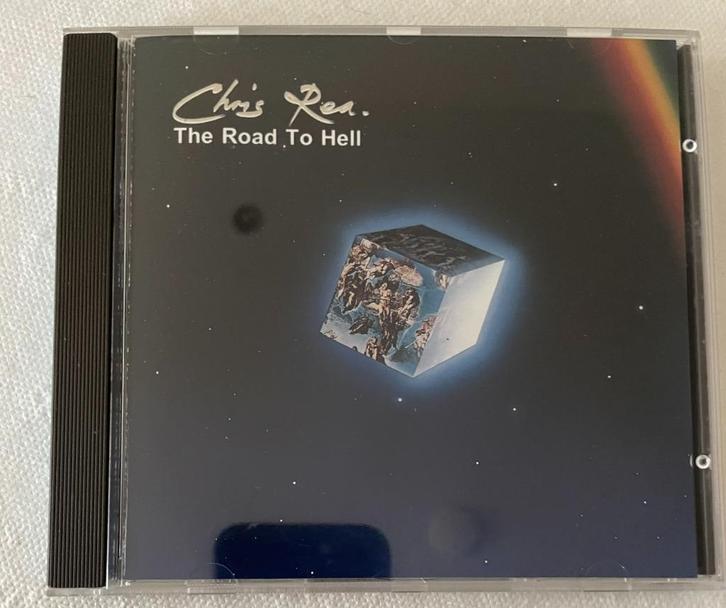 Chris Rea.
The Road To Hell